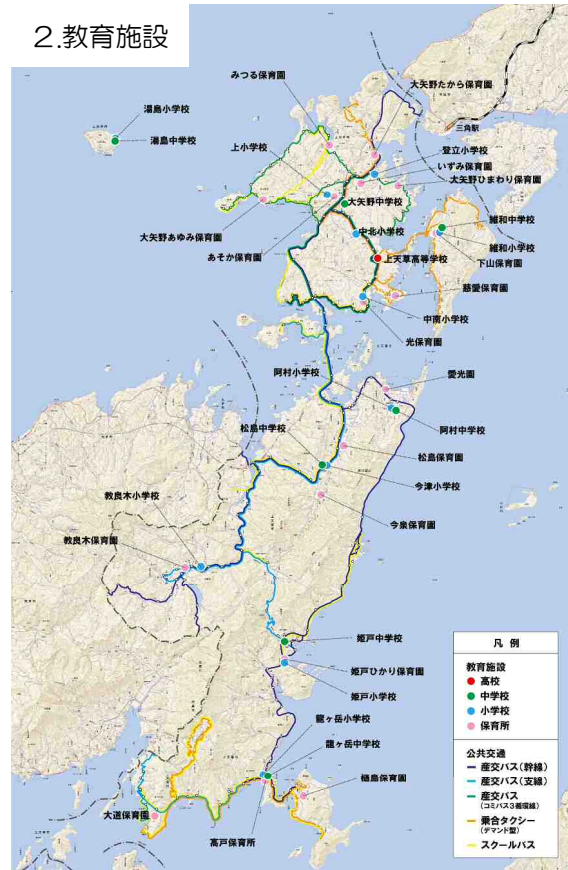 2.教育施設
みつる保育園
大矢野たから保育園
湯島小学校
湯島中学校
三角駅
上小学校
登立小学校
いずみ保育園
大矢野ひまわり保育園
大矢野中学校
維和中学校
大矢野あゆみ保育園
中北小学校
維和小学校
あそか保育園
上天草高等学校
下山保育園
慈愛保育園
中南小学校
光保育園
阿村小学校
愛光園
阿村中学校
松島中学校
松島保育園
今津小学校
教良木小学校
今泉保育園
教良木保育園
姫戸中学校
姫戸ひかり保育園
姫戸小学校
龍ヶ岳小学校
龍ヶ岳中学校
樋島保育園
大道保育園
高戸保育所
凡 例
教育施設
高校
中学校
小学校
保育所
公共交通
産交バス(幹線)
産交バス(支線)
産交バス
(コミバス3循環線)
乗合タクシー
(デマンド型)
スクールバス